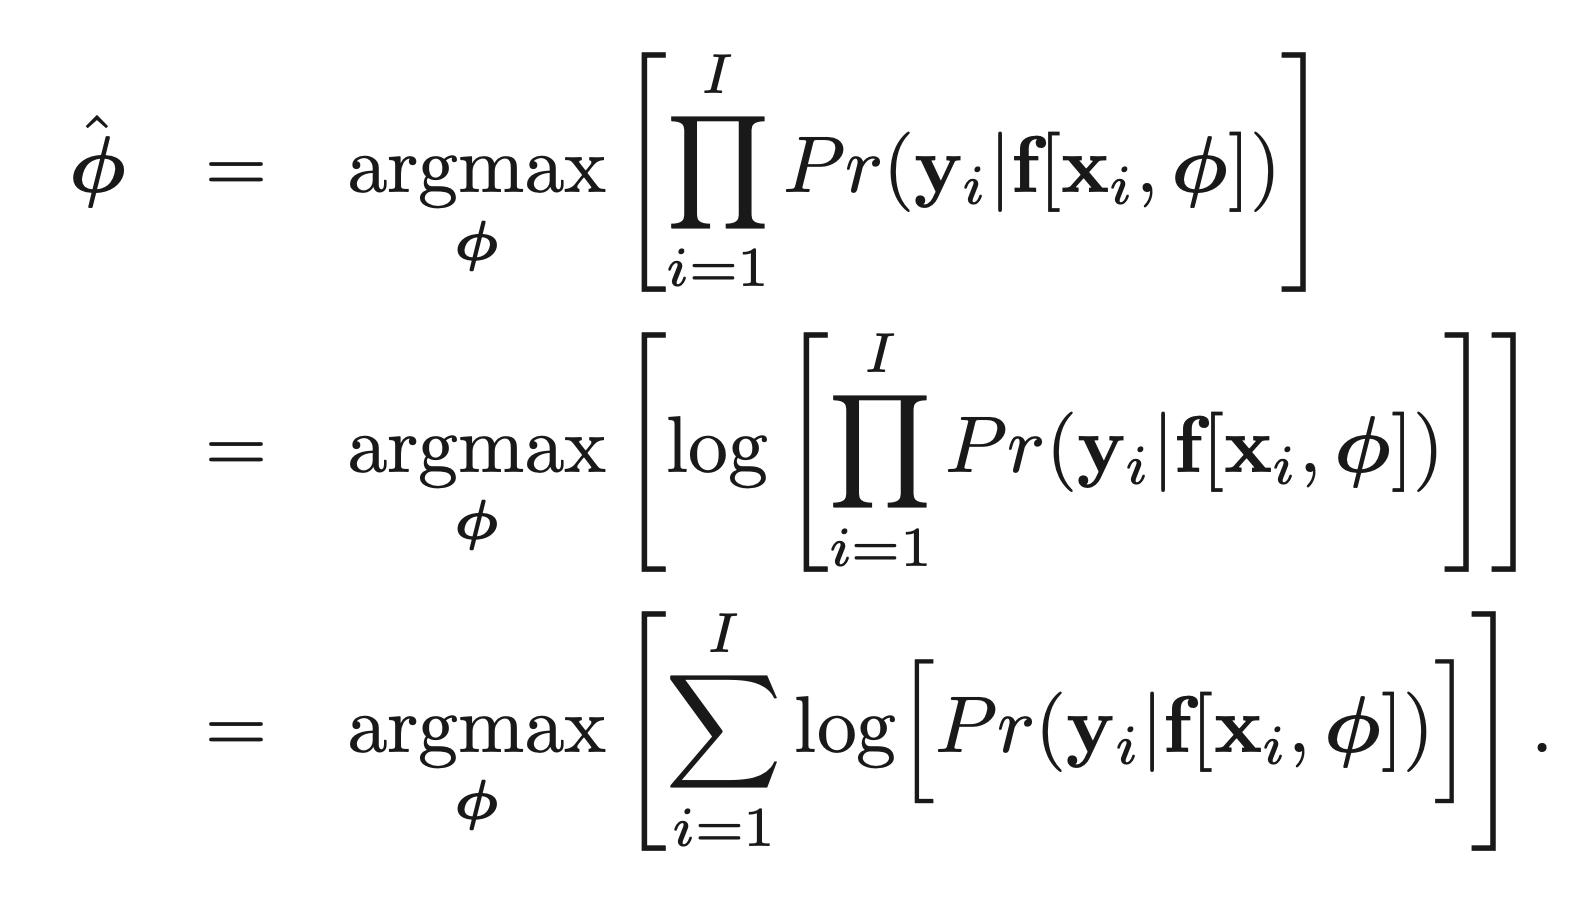 $\hat{\boldsymbol{\phi}} = \underset{\boldsymbol{\phi}}{\operatorname{argmax}} \left[ \prod_{i=1}^{I} Pr(\mathbf{y}_i | \mathbf{f}[\mathbf{x}_i, \boldsymbol{\phi}]) \right]$
$= \underset{\boldsymbol{\phi}}{\operatorname{argmax}} \left[ \log \left[ \prod_{i=1}^{I} Pr(\mathbf{y}_i | \mathbf{f}[\mathbf{x}_i, \boldsymbol{\phi}]) \right] \right]$
$= \underset{\boldsymbol{\phi}}{\operatorname{argmax}} \left[ \sum_{i=1}^{I} \log \left[ Pr(\mathbf{y}_i | \mathbf{f}[\mathbf{x}_i, \boldsymbol{\phi}]) \right] \right].$